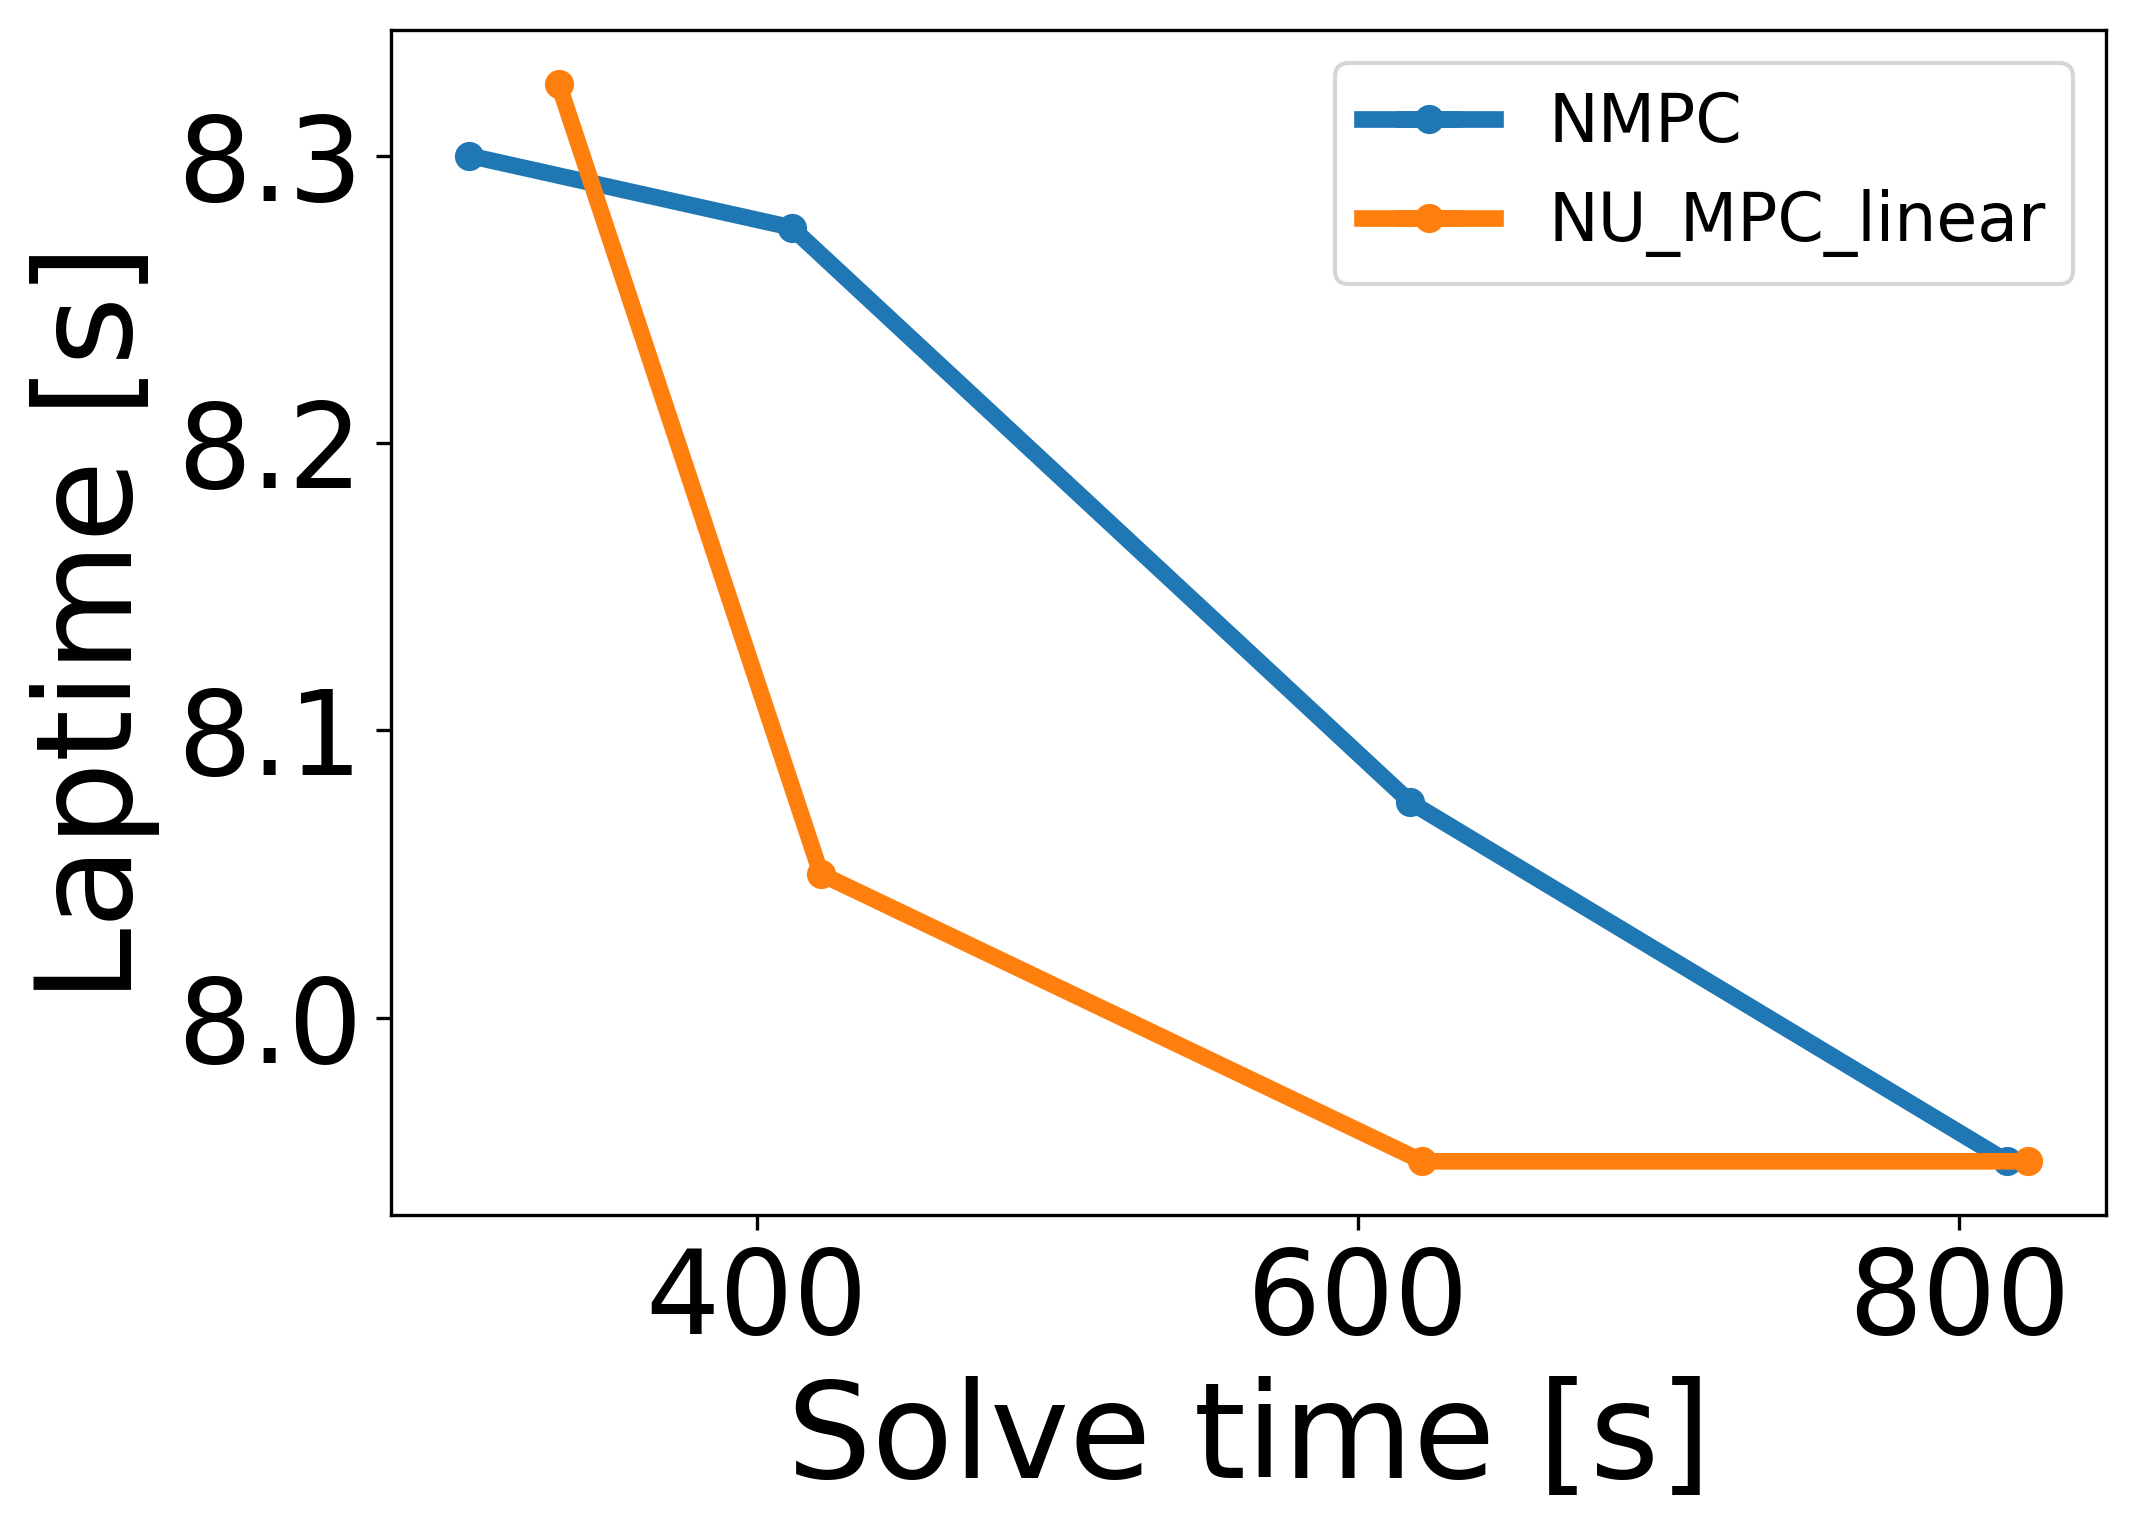 NMPC
NU_MPC_linear
Laptime [s]
8.3
8.2
8.1
8.0
400 600 800
Solve time [s]